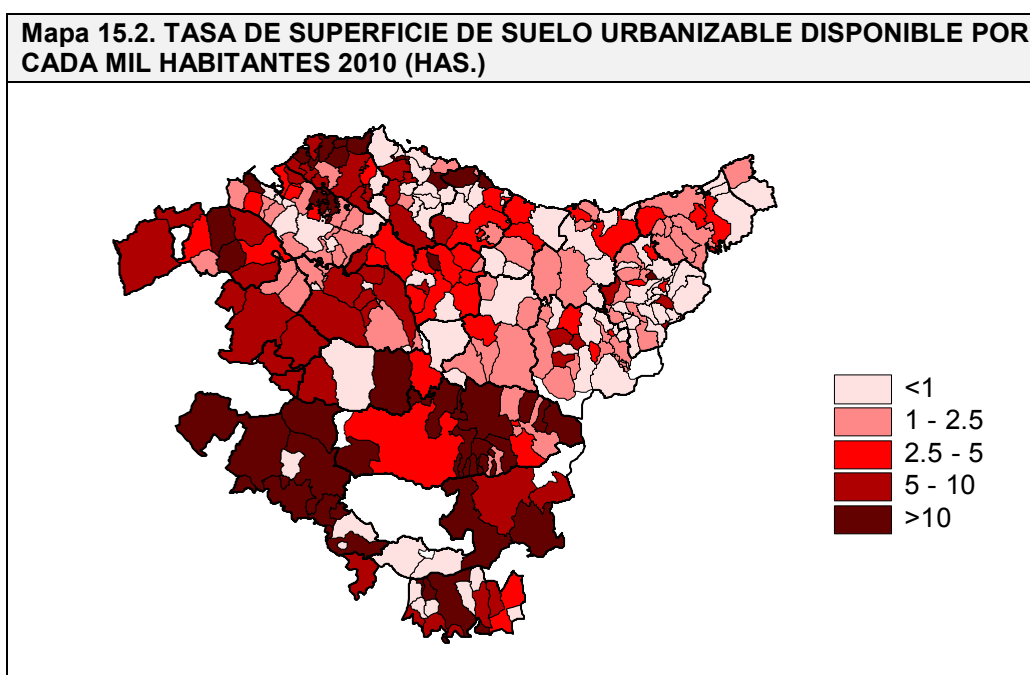 Mapa 15.2. TASA DE SUPERFICIE DE SUELO URBANIZABLE DISPONIBLE POR
CADA MIL HABITANTES 2010 (HAS.)
<1
1 - 2.5
2.5 - 5
5 - 10
>10